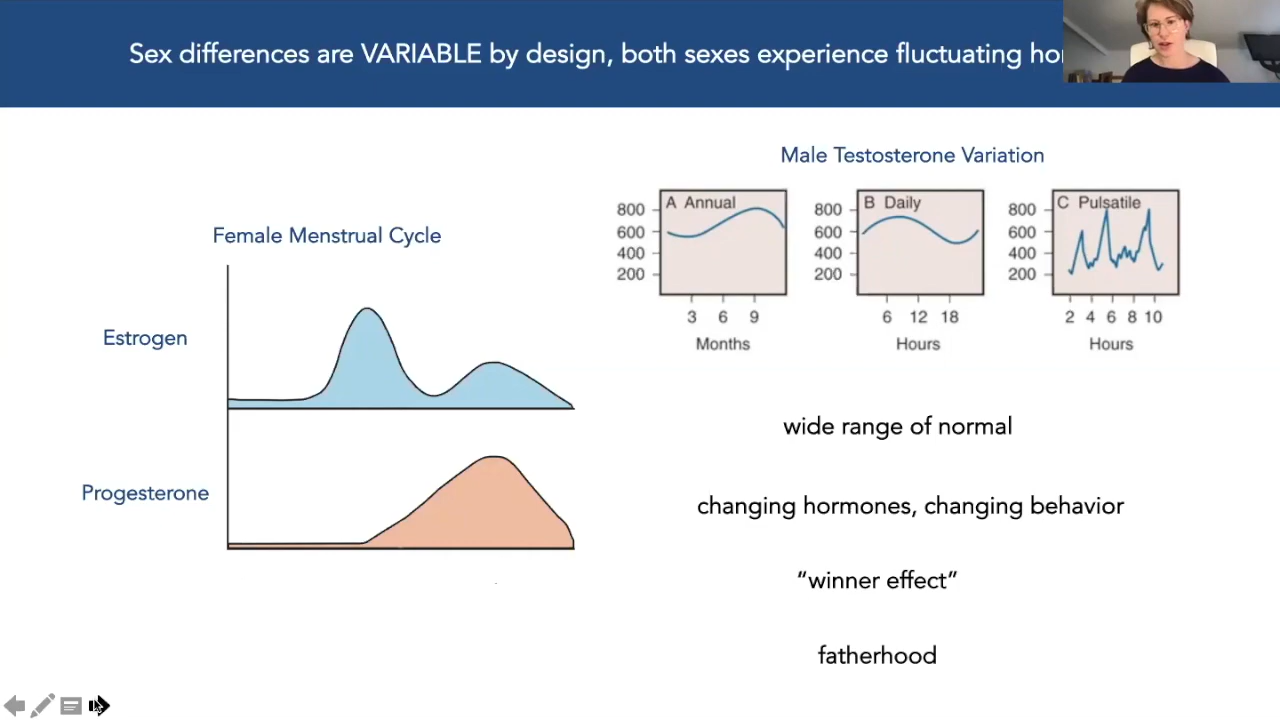 Sex differences are VARIABLE by design, both sexes experience fluctuating
Male Testosterone Variation
Female Menstrual Cycle
Estrogen
Progesterone
A Annual
800
600
400
200
3 6 9
Months
B Daily
800
600
400
200
6 12 18
Hours
C Pulsatile
800
600
400
200
2 4 6 8 10
Hours
wide range of normal
changing hormones, changing behavior
“winner effect”
fatherhood